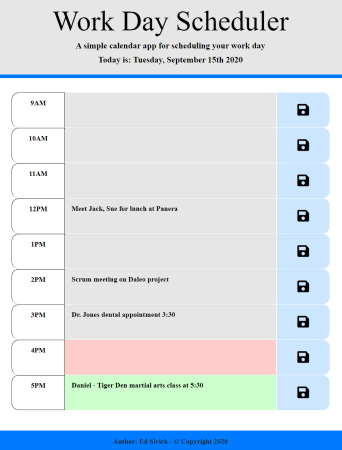 Work Day Scheduler
A simple calendar app for scheduling your work day
Today is: Tuesday, September 15th 2020
9AM
10AM
11AM
12PM Meet Jack, Sue for lunch at Panera
1PM
2PM Scrum meeting on Daleo project
3PM Dr. Jones dental appointment 3:30
4PM
5PM Daniel - Tiger Den martial arts class at 5:30
Author: Ed Sivick - © Copyright 2020